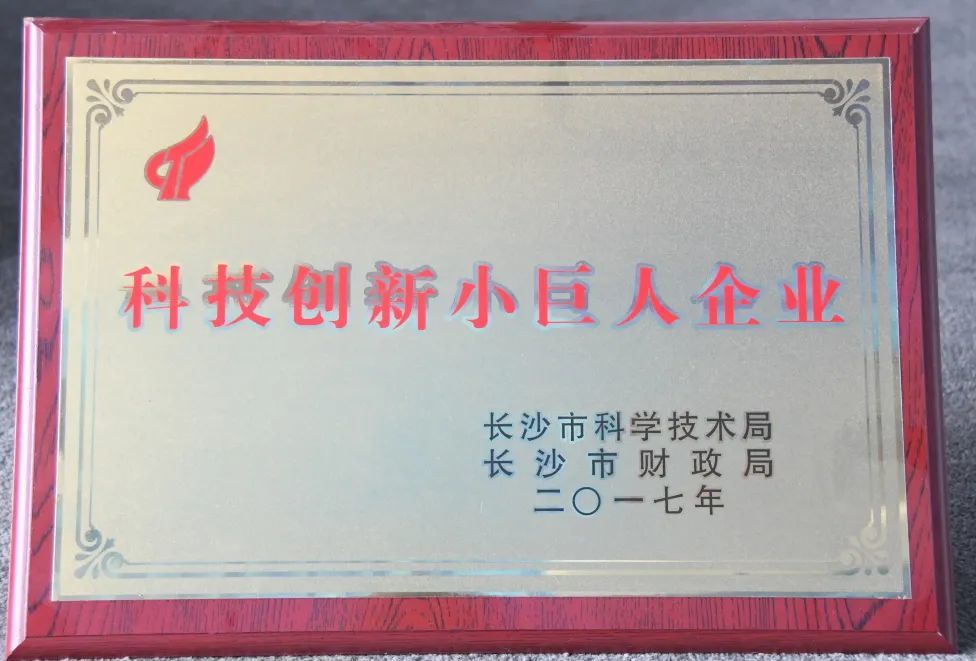 科技创新小巨人企业
长沙市科学技术局
长沙市财政局
二〇一七年